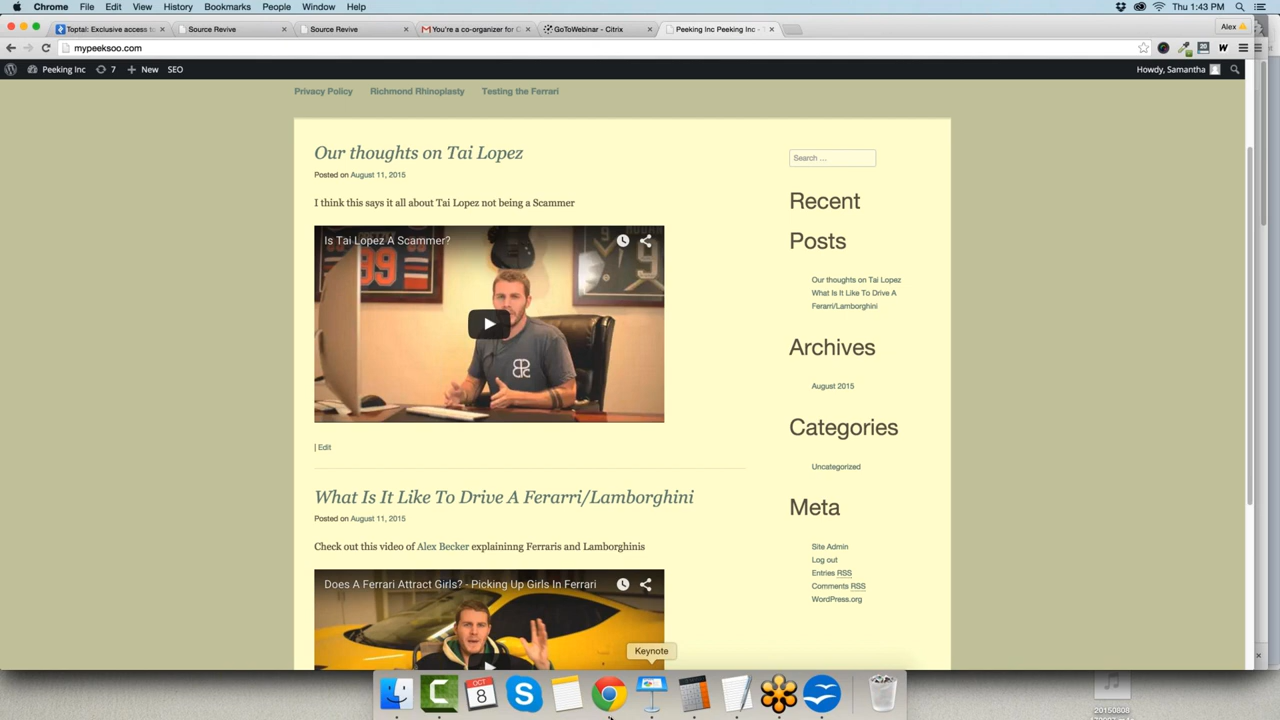 Chrome File Edit View History Bookmarks People Window Help Thu 1:43 PM
Toptal: Exclusive access to Source Revive Source Revive You're a co-organizer for GoToWebinar - Citrix Peeking Inc Peeking Inc - Alex
mypeeksoo.com
Peeking Inc 7 New SEO Howdy, Samantha
Privacy Policy Richmond Rhinoplasty Testing the Ferrari
Our thoughts on Tai Lopez
Posted on August 11, 2015
I think this says it all about Tai Lopez not being a Scammer
Is Tai Lopez A Scammer?
| Edit
What Is It Like To Drive A Ferarri/Lamborghini
Posted on August 11, 2015
Check out this video of Alex Becker explaininng Ferraris and Lamborghinis
Does A Ferrari Attract Girls? - Picking Up Girls In Ferrari
Search ...
Recent
Posts
Our thoughts on Tai Lopez
What Is It Like To Drive A
Ferarri/Lamborghini
Archives
August 2015
Categories
Uncategorized
Meta
Site Admin
Log out
Entries RSS
Comments RSS
WordPress.org
Keynote
OCT
8
20150808